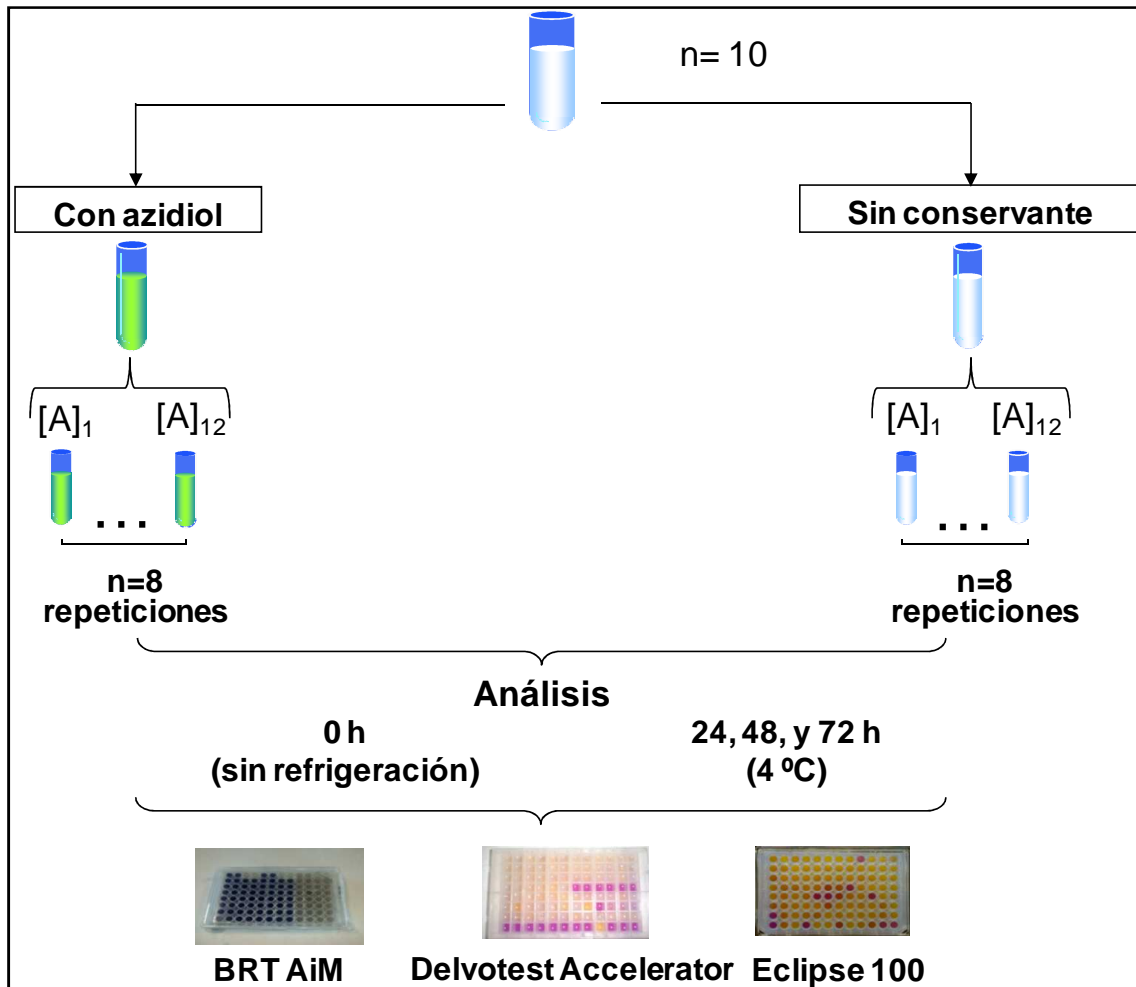 n= 10
Con azidiol
Sin conservante
[A]1 [A]12
[A]1 [A]12
...
...
n=8
repeticiones
n=8
repeticiones
Análisis
0 h
(sin refrigeración)
24, 48, y 72 h
(4 ºC)
BRT AiM
Delvotest Accelerator
Eclipse 100